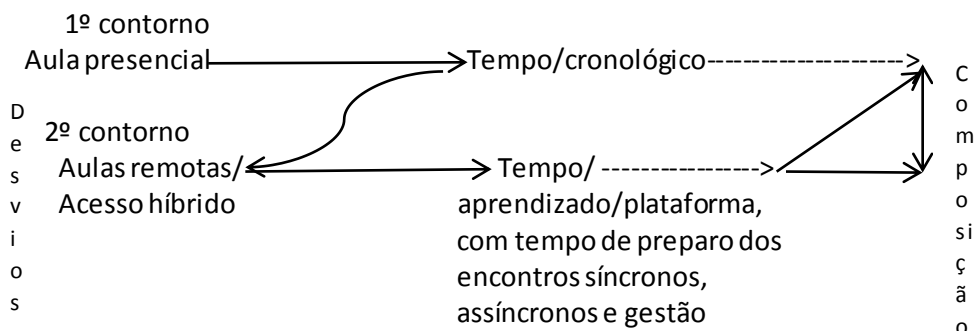 1º contorno
Aula presencial
Tempo/cronológico
Desvios
2º contorno
Aulas remotas/
Acesso híbrido
Tempo/
aprendizado/plataforma,
com tempo de preparo dos
encontros síncronos,
assíncronos e gestão
Composição